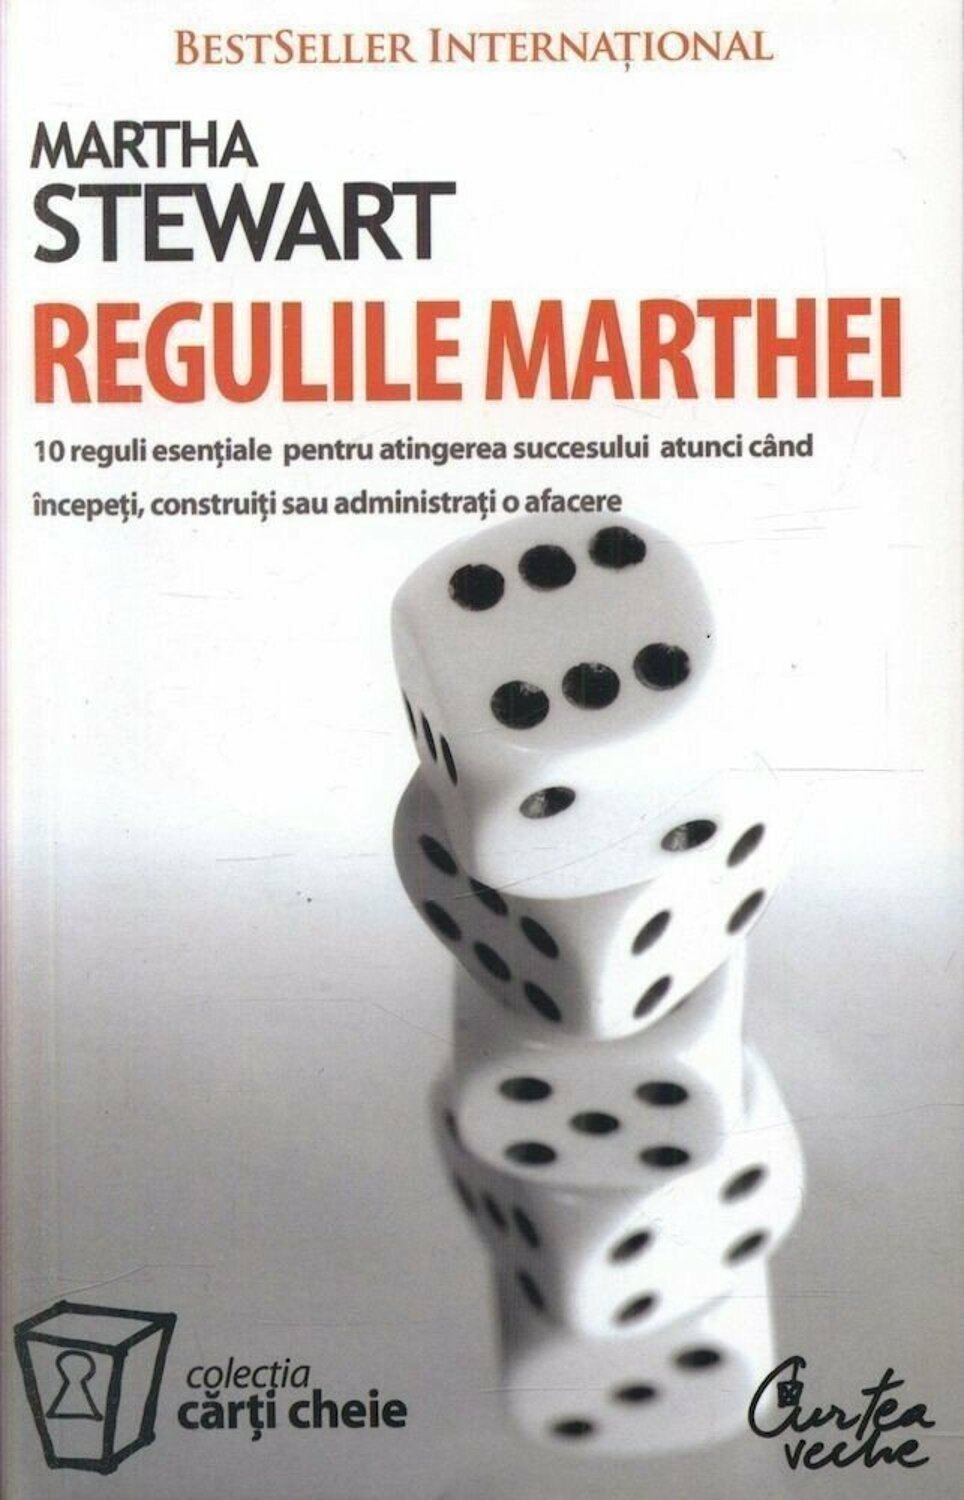 BESTSELLER INTERNAȚIONAL
MARTHA
STEWART
REGULILE MARTHEI
10 reguli esențiale pentru atingerea succesului atunci când
începeți, construiți sau administrați o afacere
colecția
cărți cheie
Curtea
veche